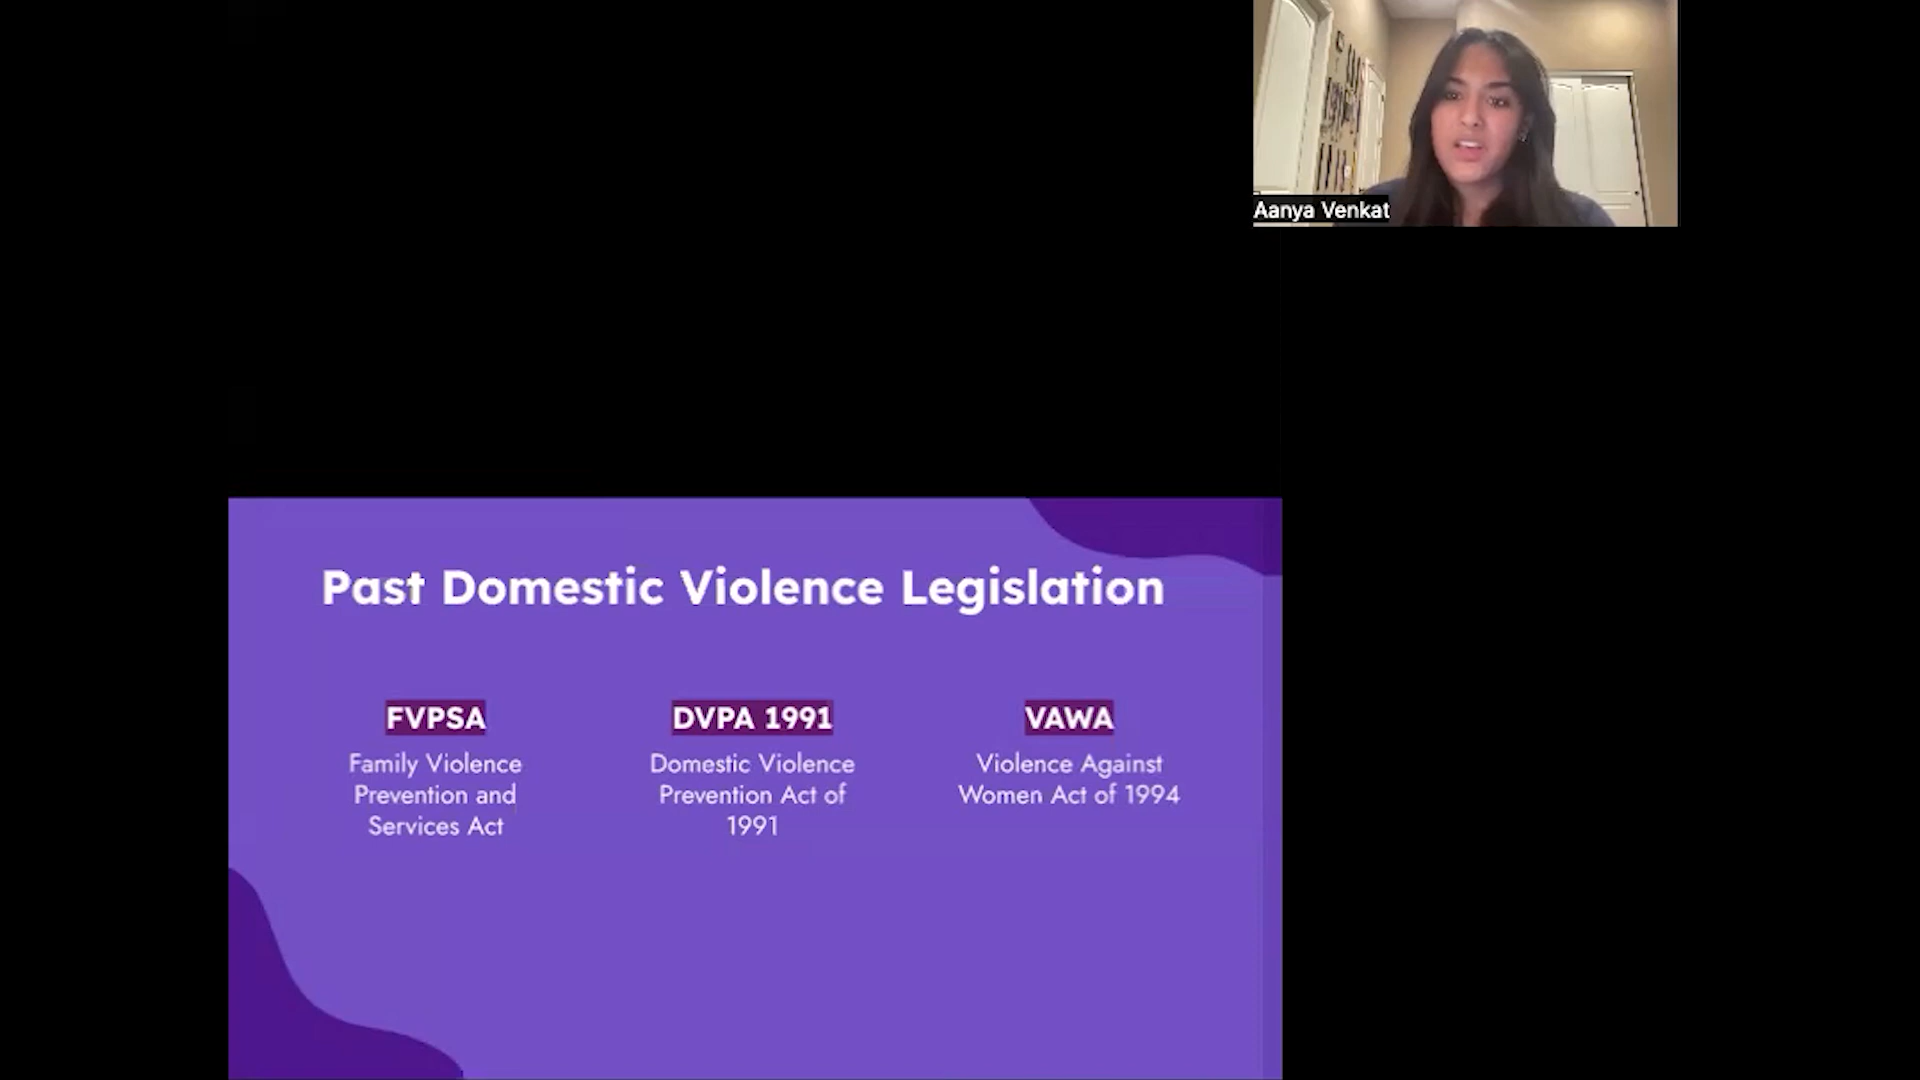 Aanya Venkat
Past Domestic Violence Legislation
FVPSA
Family Violence
Prevention and
Services Act
DVPA 1991
Domestic Violence
Prevention Act of
1991
VAWA
Violence Against
Women Act of 1994